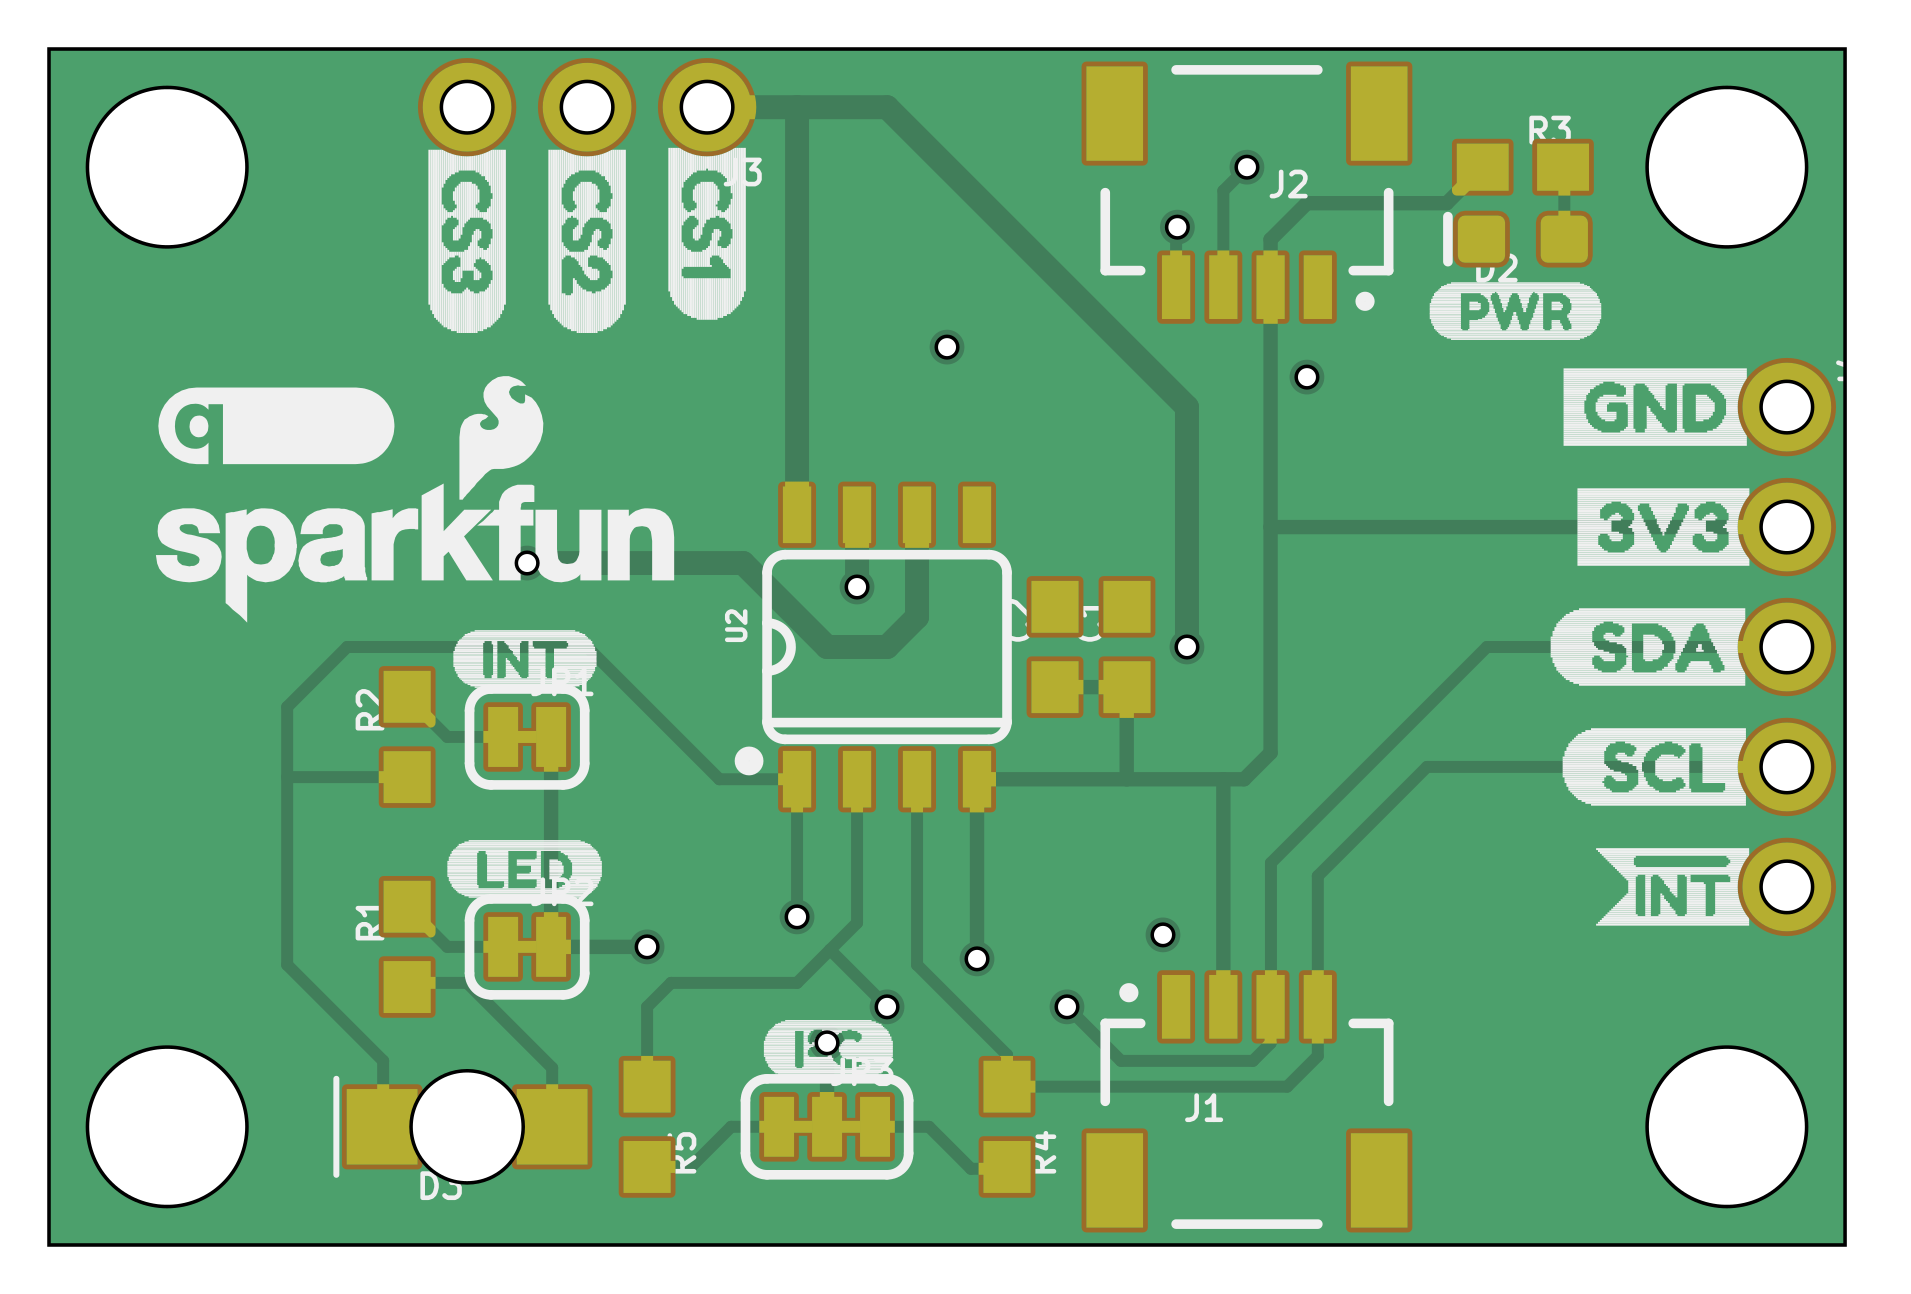 R3
J3
J2
CS3
CS2
CS1
D2
PWR
q
GND
sparkfun
3V3
U2
INT
JP1
SDA
R2
SCL
LED
JP2
R1
INT
I2C
JP3
J1
R5
R4
D3